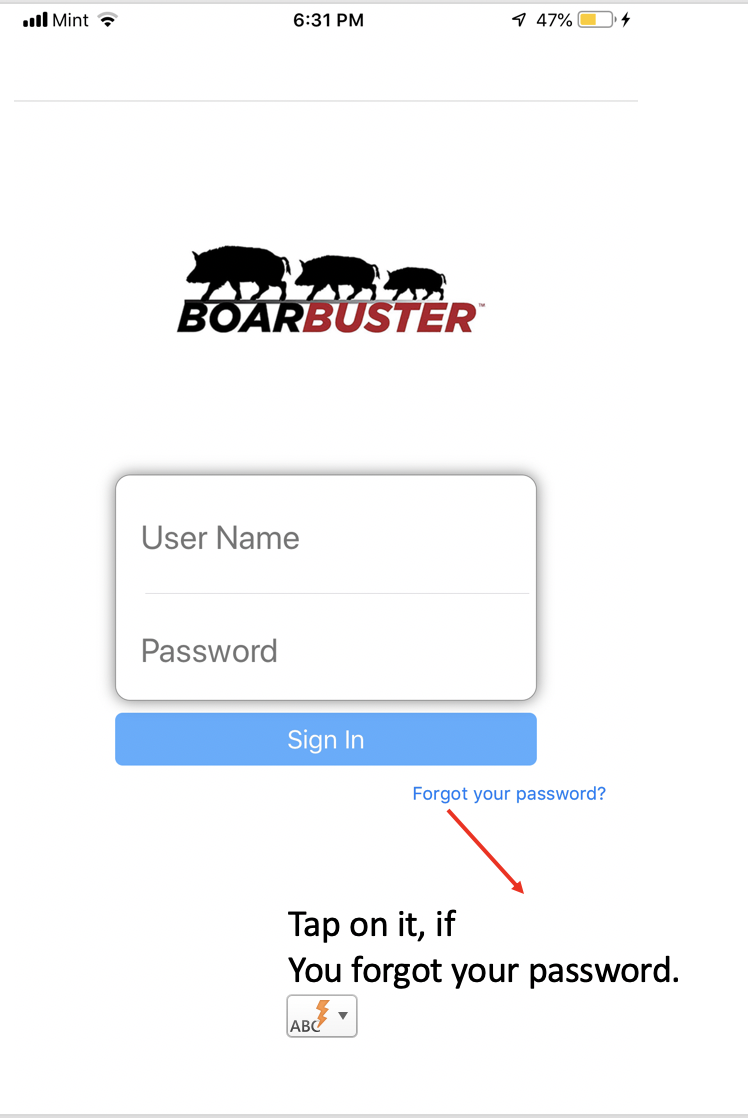 Mint 6:31 PM 47%
BOARBUSTER™
User Name
Password
Sign In
Forgot your password?
Tap on it, if
You forgot your password.
ABC